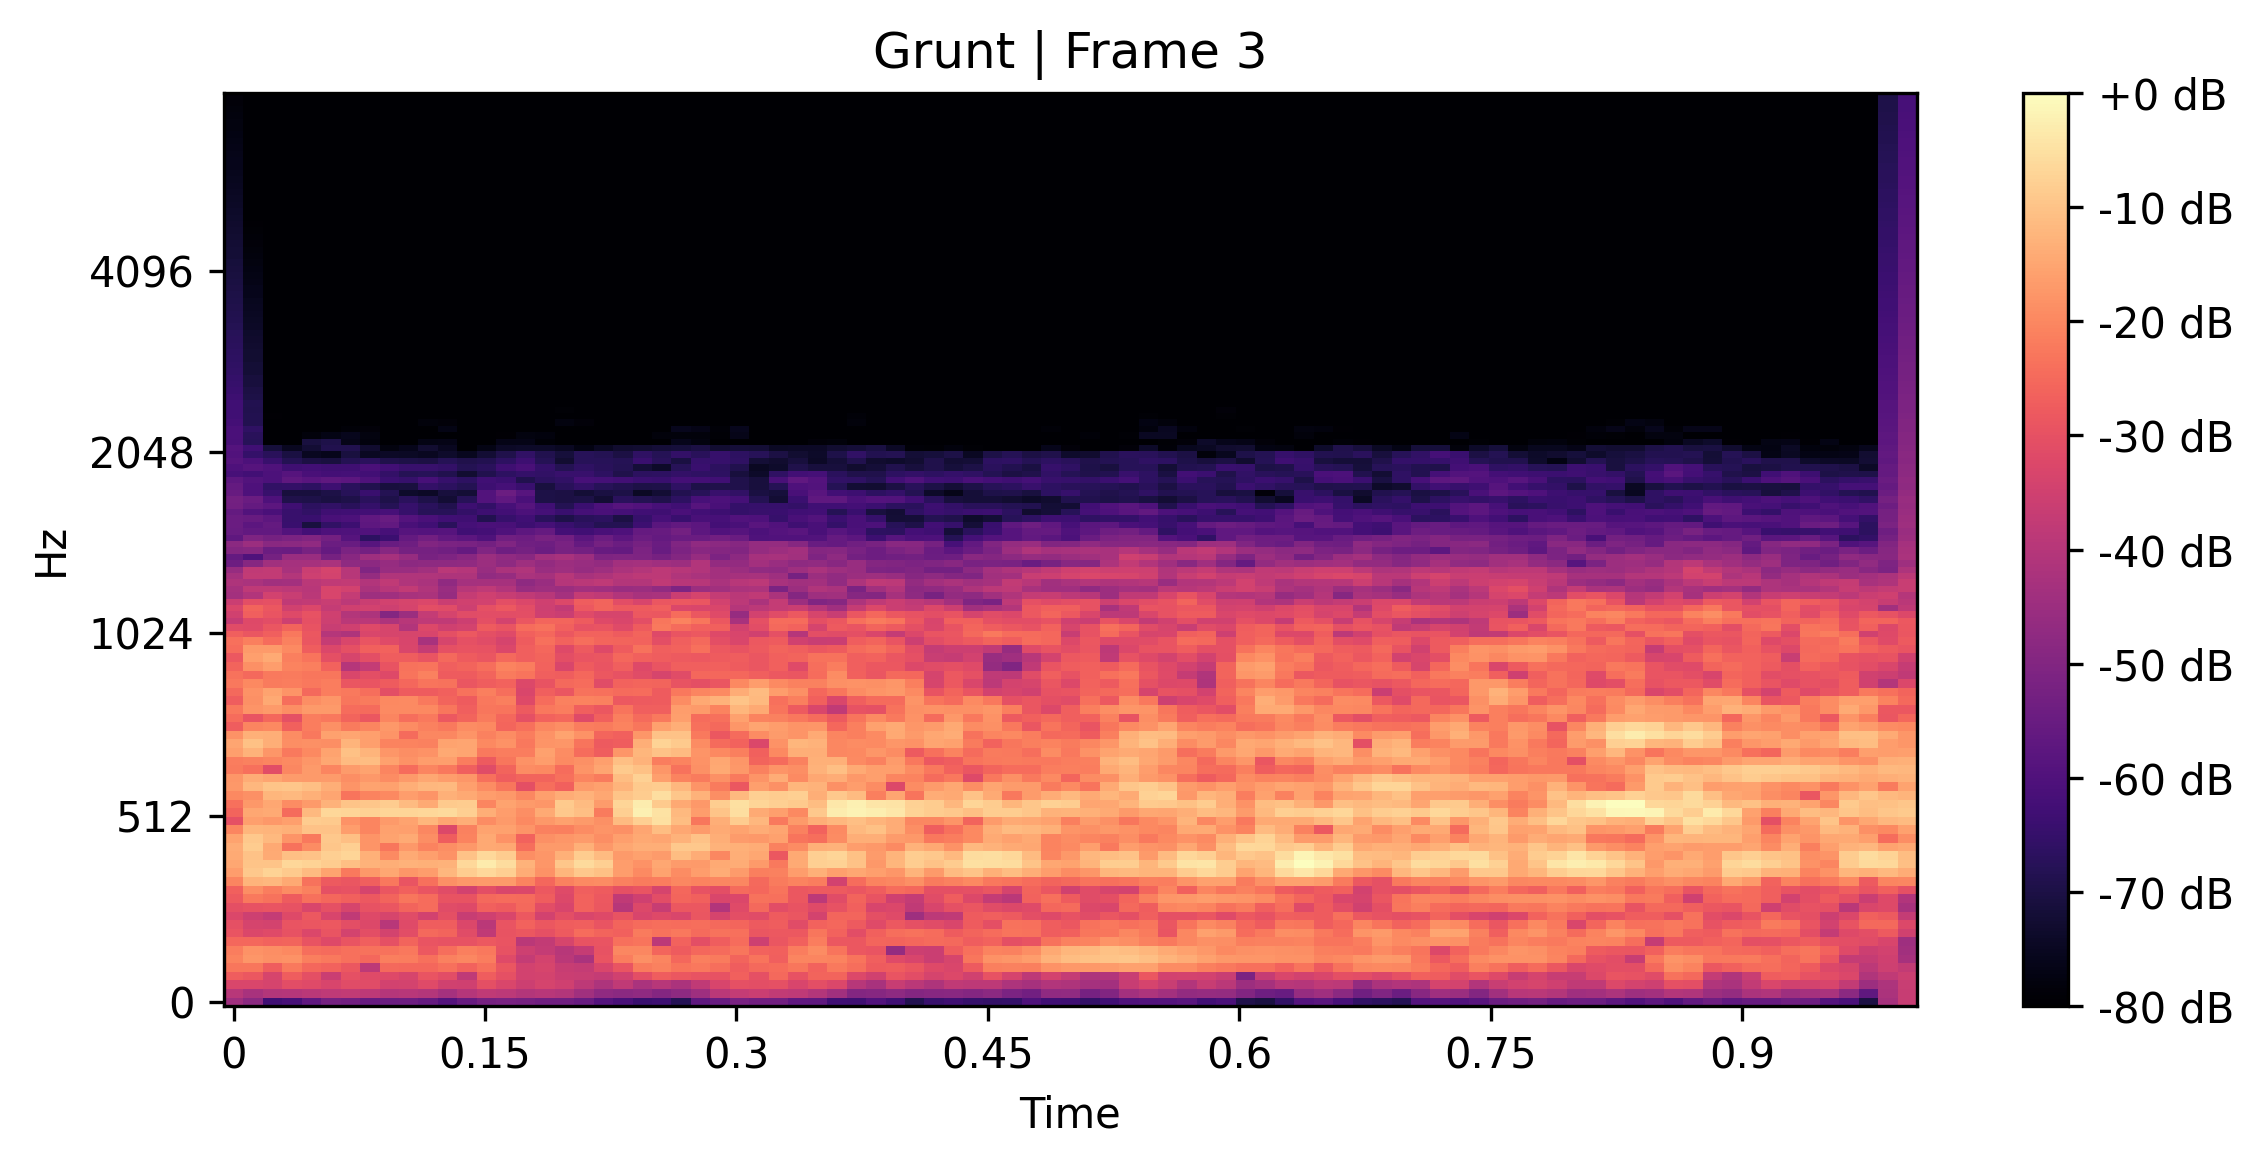 Grunt | Frame 3
+0 dB
-10 dB
4096
-20 dB
2048
-30 dB
Hz
-40 dB
1024
-50 dB
512
-60 dB
-70 dB
0
-80 dB
0 0.15 0.3 0.45 0.6 0.75 0.9
Time